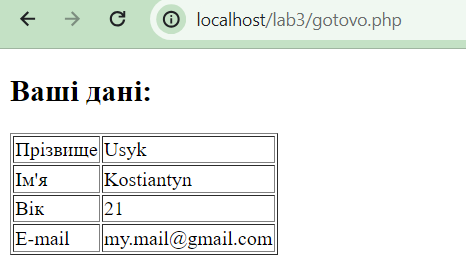 localhost/lab3/gotovo.php
Ваші дані:
Прізвище Usyk
Ім'я Kostiantyn
Вік 21
E-mail my.mail@gmail.com